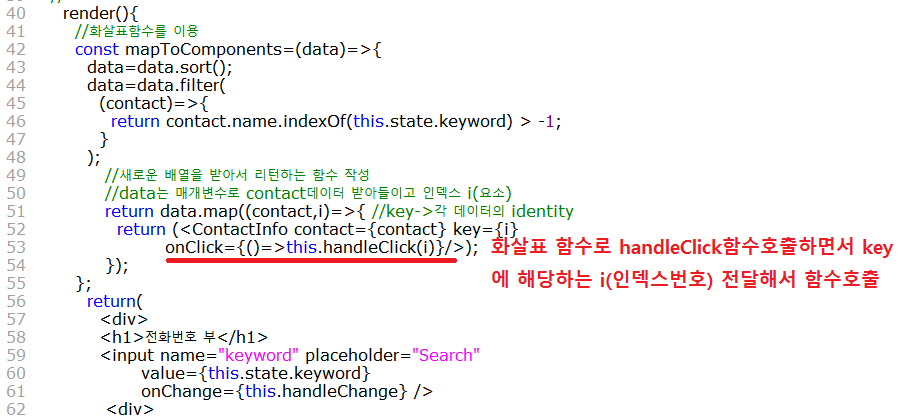 40 render(){
41 //화살표함수를 이용
42 const mapToComponents=(data)=>{
43 data=data.sort();
44 data=data.filter(
45 (contact)=>{
46 return contact.name.indexOf(this.state.keyword) > -1;
47 }
48 );
49 //새로운 배열을 받아서 리턴하는 함수 작성
50 //data는 매개변수로 contact데이터 받아들이고 인덱스 i(요소)
51 return data.map((contact,i)=>{ //key->각 데이터의 identity
52 return (<ContactInfo contact={contact} key={i}
53 onClick={()=>this.handleClick(i)}/>); 화살표 함수로 handleClick함수호출하면서 key
54 });
에 해당하는 i(인덱스번호) 전달해서 함수호출
55 };
56 return(
57 <div>
58 <h1>전화번호 부</h1>
59 <input name="keyword" placeholder="Search"
60 value={this.state.keyword}
61 onChange={this.handleChange} />
62 <div>